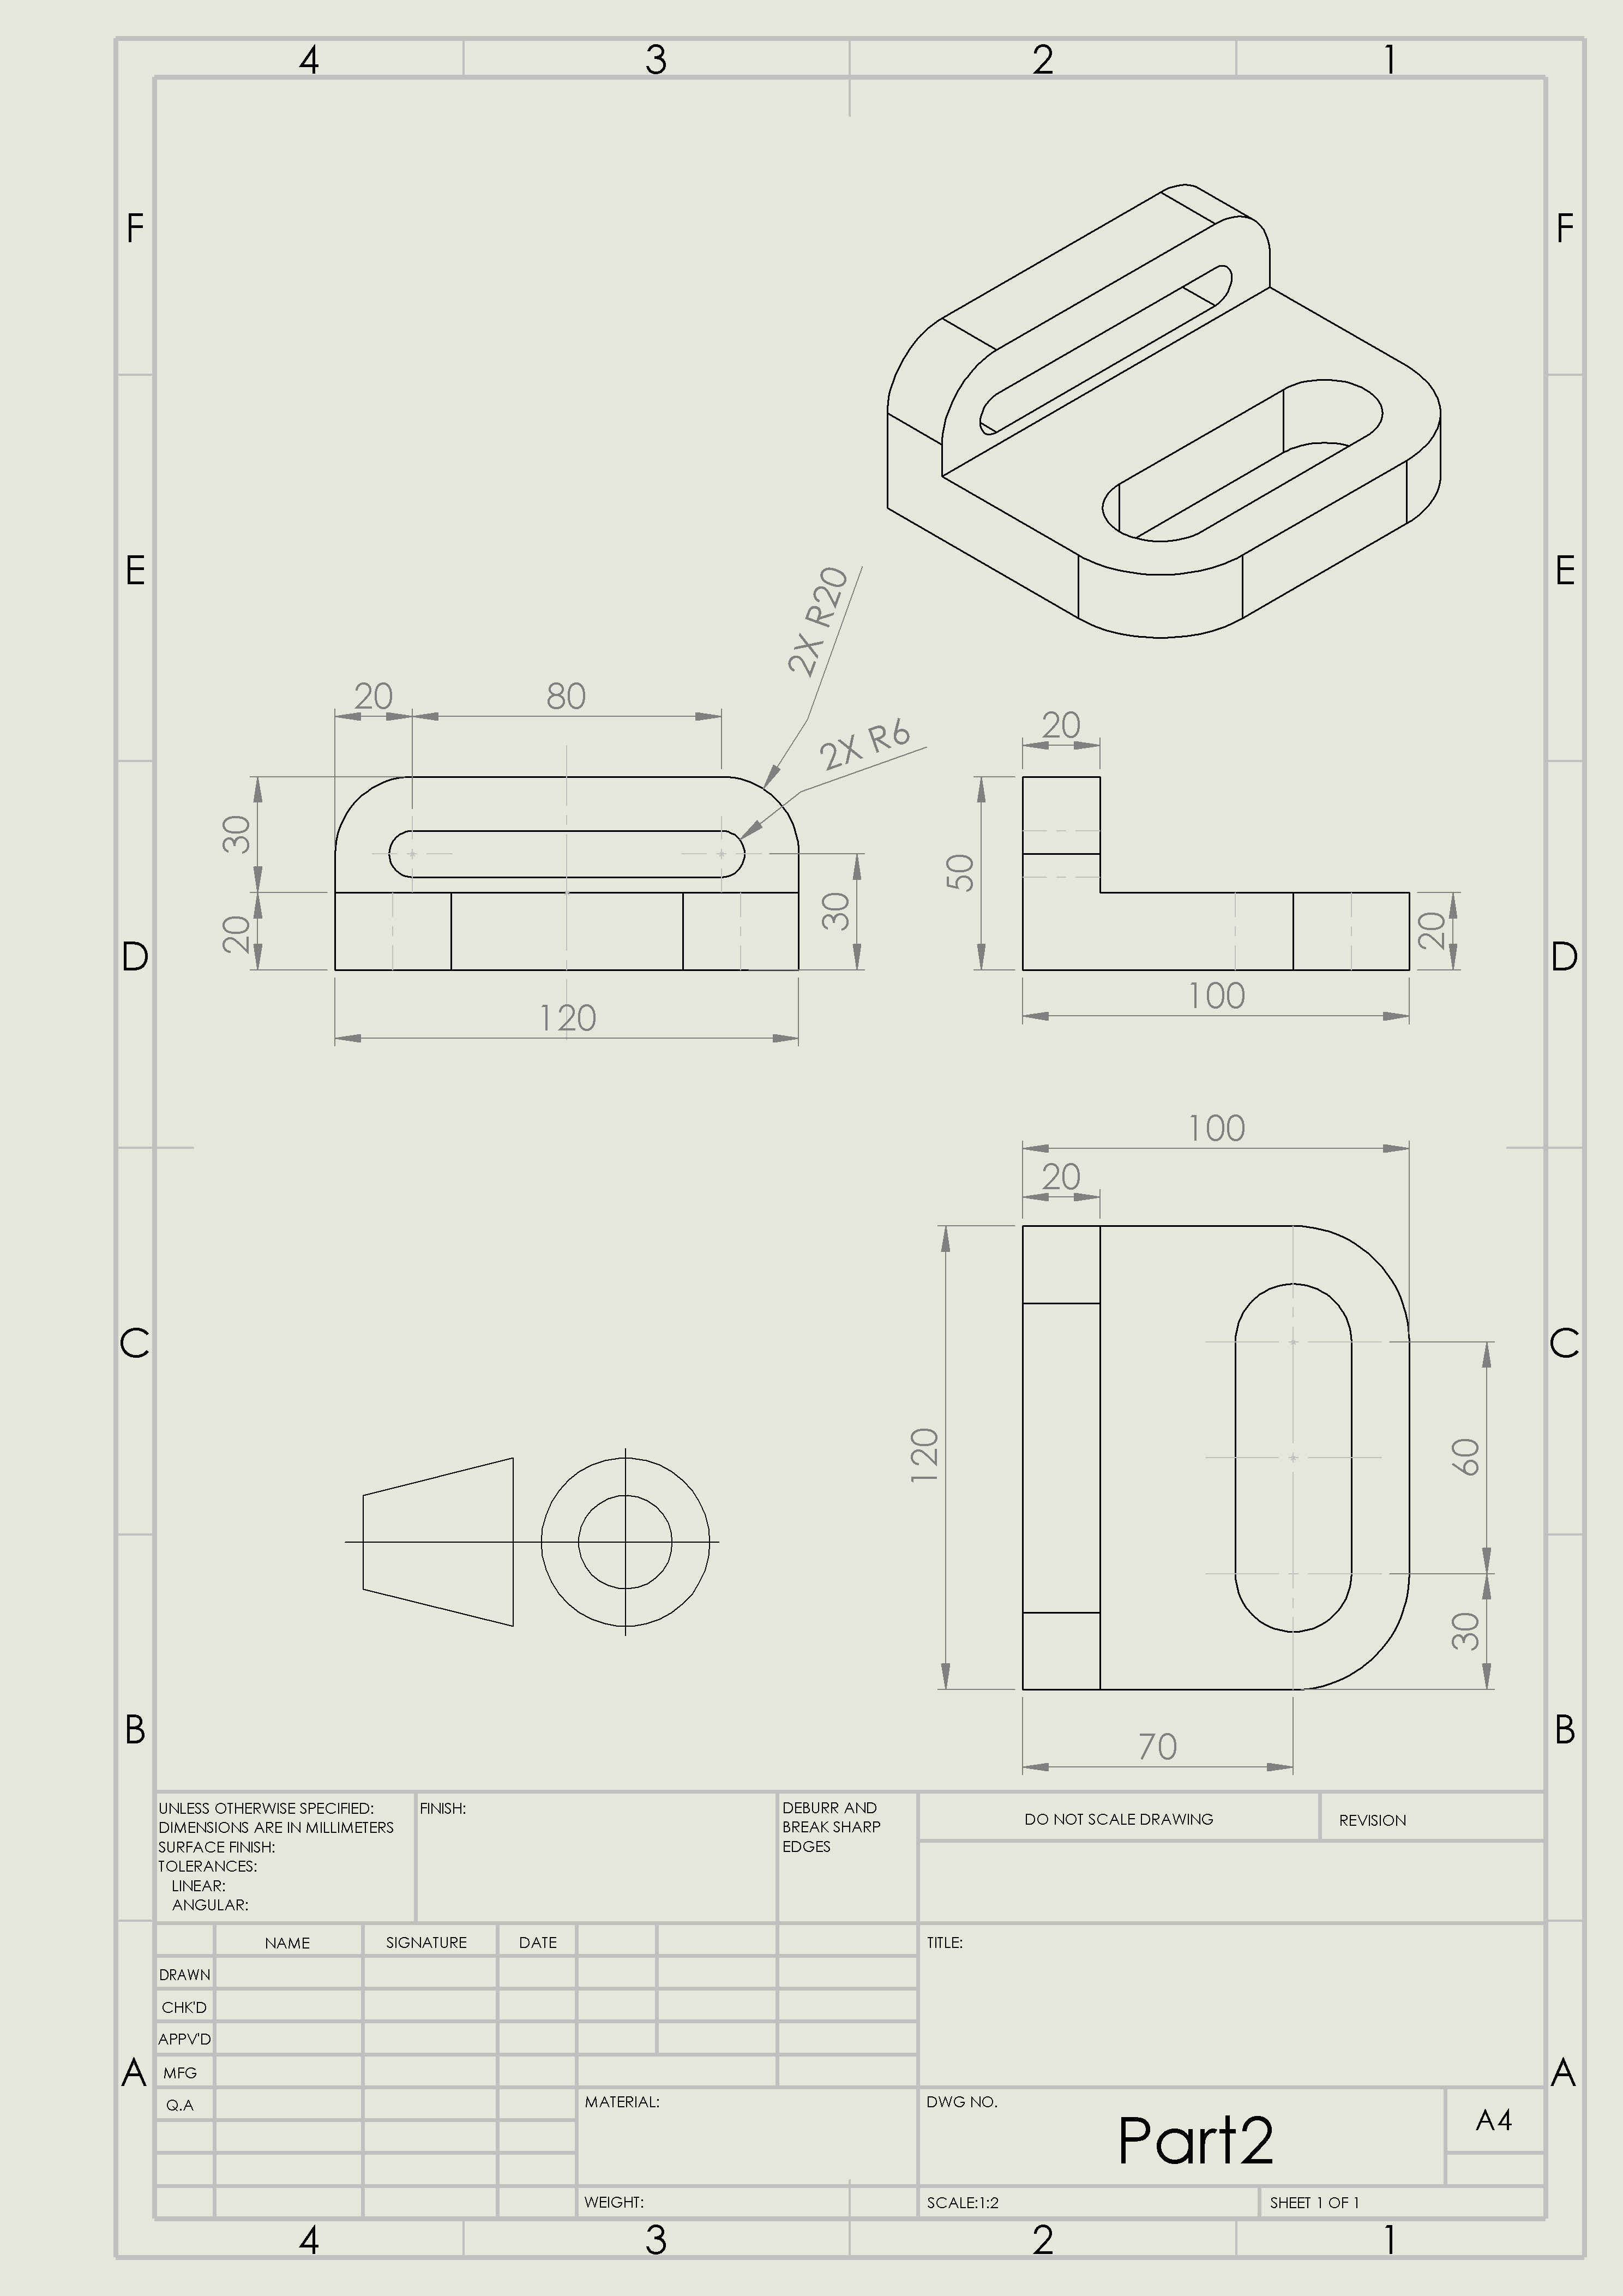 4 3 2 1
F F
2X R20
E E
20 80
20
2X R6
30
50
30
20
20
D D
100
120
100
20
C C
120
60
30
B B
70
UNLESS OTHERWISE SPECIFIED:
DIMENSIONS ARE IN MILLIMETERS
SURFACE FINISH:
TOLERANCES:
LINEAR:
ANGULAR:
FINISH:
DEBURR AND
BREAK SHARP
EDGES
DO NOT SCALE DRAWING
REVISION
NAME SIGNATURE DATE
TITLE:
DRAWN
CHK'D
APPV'D
A A
MFG
Q.A
MATERIAL:
DWG NO.
Part2
A4
WEIGHT:
SCALE:1:2
SHEET 1 OF 1
4 3 2 1